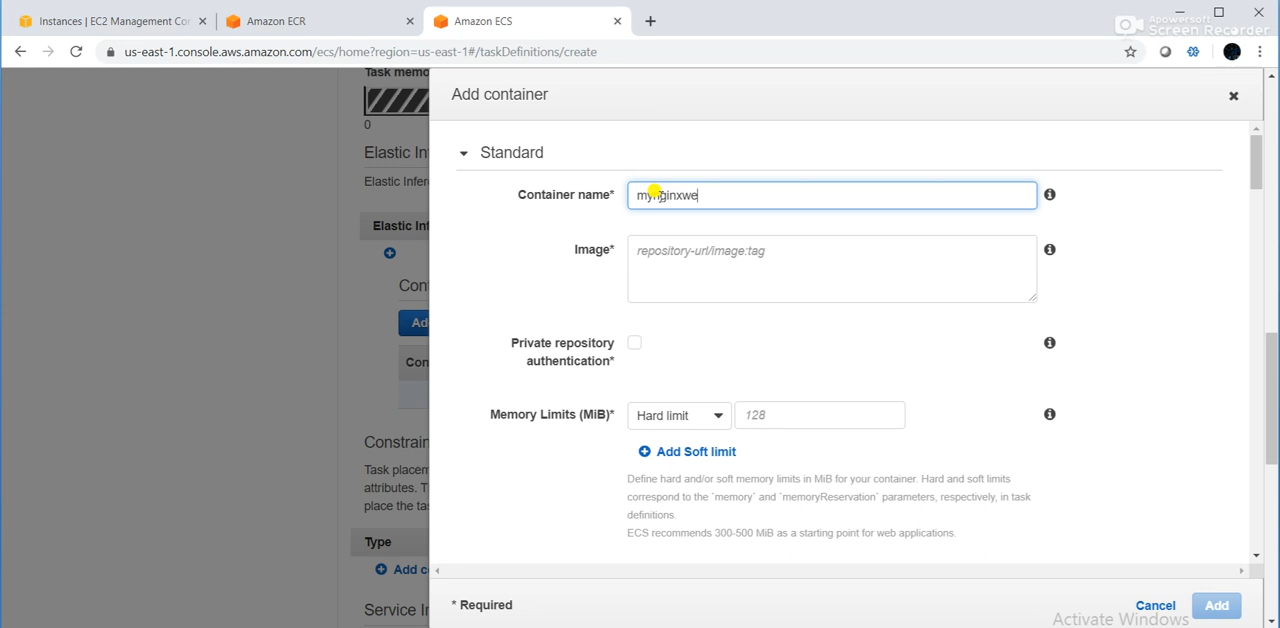 Instances | EC2 Management Co
Amazon ECR
Amazon ECS
Apowersoft
Screen Recorder
us-east-1.console.aws.amazon.com/ecs/home?region=us-east-1#/taskDefinitions/create
Task memo
0
Elastic In
Elastic Infer
Elastic Inf
Con
Ad
Con
Constrain
Task placem
attributes. T
place the ta
Type
Add c
Service I
Add container
Standard
Container name*
mynginxwe
Image*
repository-url/image:tag
Private repository
authentication*
Memory Limits (MiB)*
Hard limit
128
Add Soft limit
Define hard and/or soft memory limits in MiB for your container. Hard and soft limits
correspond to the `memory` and `memoryReservation` parameters, respectively, in task
definitions.
ECS recommends 300-500 MiB as a starting point for web applications.
* Required
Cancel
Add
Activate Windows